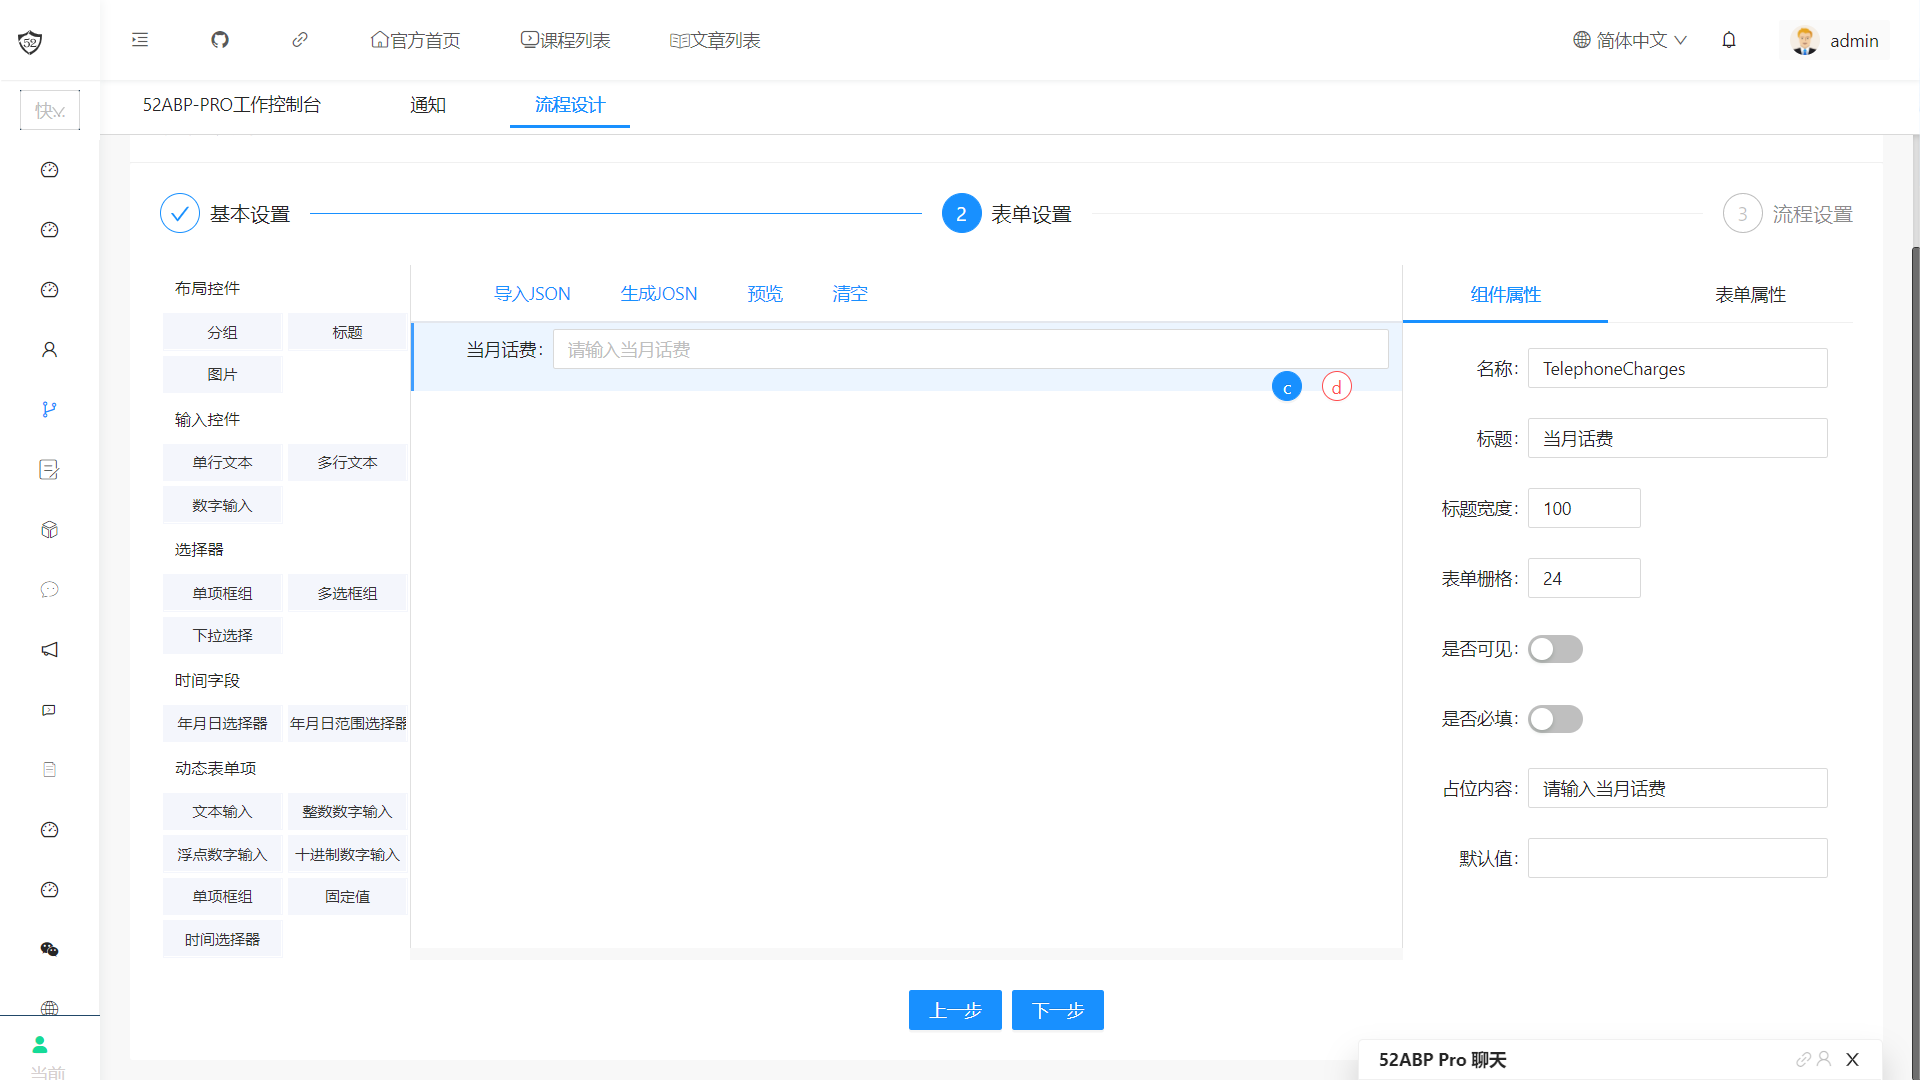 52
官方首页
课程列表
文章列表
简体中文
admin
快
52ABP-PRO工作控制台
通知
流程设计
基本设置
2
表单设置
3
流程设置
布局控件
分组
标题
图片
输入控件
单行文本
多行文本
数字输入
选择器
单项框组
多选框组
下拉选择
时间字段
年月日选择器
年月日范围选择器
动态表单项
文本输入
整数数字输入
浮点数字输入
十进制数字输入
单项框组
固定值
时间选择器
导入JSON
生成JOSN
预览
清空
当月话费:
请输入当月话费
c
d
组件属性
表单属性
名称:
TelephoneCharges
标题:
当月话费
标题宽度:
100
表单栅格:
24
是否可见:
是否必填:
占位内容:
请输入当月话费
默认值:
上一步
下一步
当前
52ABP Pro 聊天
X